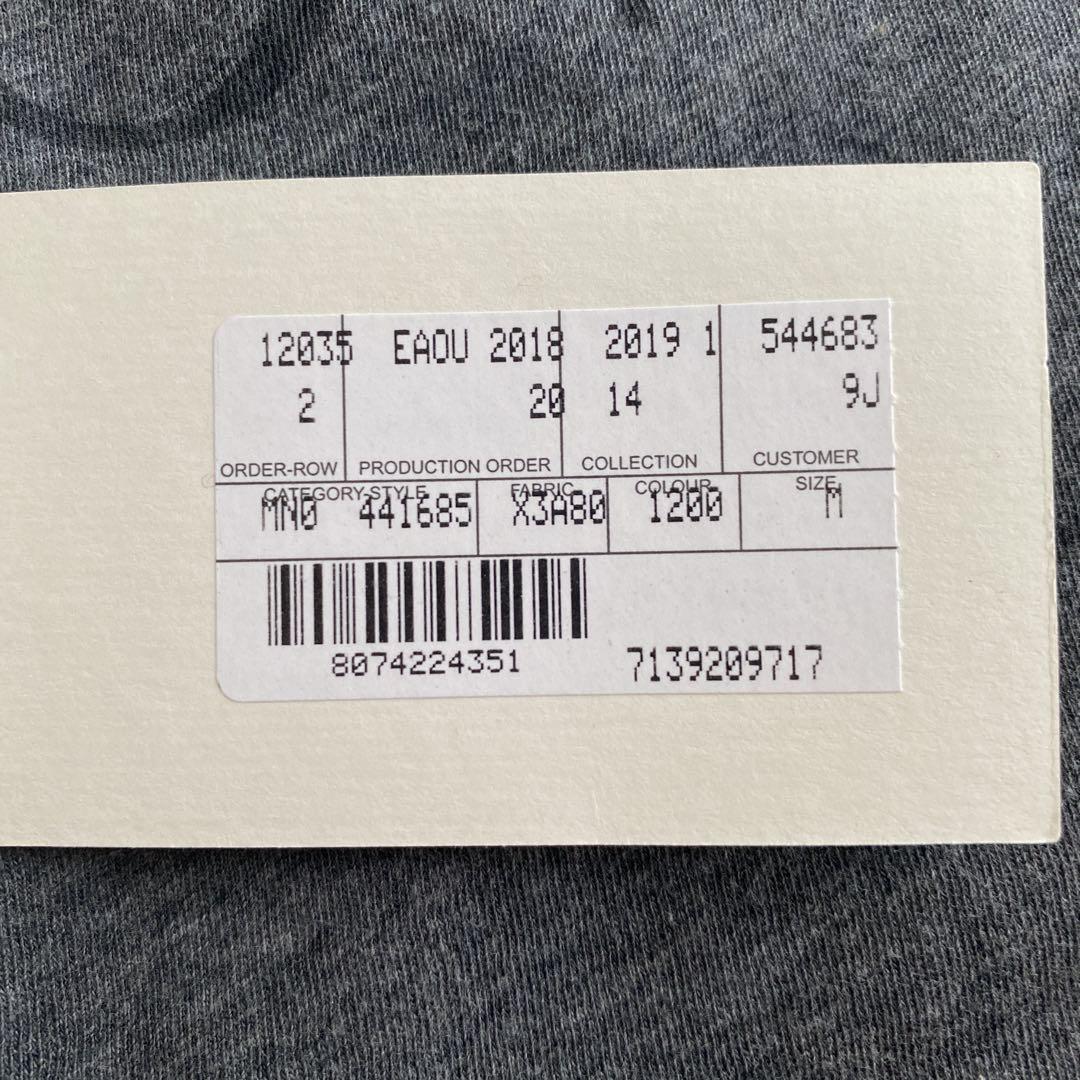 12035 EAOU 2018 2019 1 544683
2 20 14 9J
ORDER-ROW PRODUCTION ORDER COLLECTION CUSTOMER
CATEGORY-STYLE FABRIC COLOUR SIZE
MN0 441685 X3A80 1200 M
8074224351 7139209717